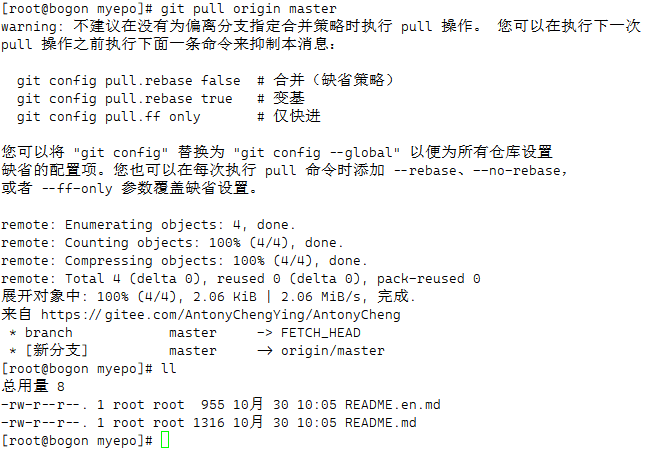 [root@bogon myepo]# git pull origin master
warning: 不建议在没有为偏离分支指定合并策略时执行 pull 操作。 您可以在执行下一次
pull 操作之前执行下面一条命令来抑制本消息：
git config pull.rebase false  # 合并（缺省策略）
git config pull.rebase true   # 变基
git config pull.ff only       # 仅快进
您可以将 "git config" 替换为 "git config --global" 以便为所有仓库设置
缺省的配置项。您也可以在每次执行 pull 命令时添加 --rebase、--no-rebase，
或者 --ff-only 参数覆盖缺省设置。
remote: Enumerating objects: 4, done.
remote: Counting objects: 100% (4/4), done.
remote: Compressing objects: 100% (4/4), done.
remote: Total 4 (delta 0), reused 0 (delta 0), pack-reused 0
展开对象中: 100% (4/4), 2.06 KiB | 2.06 MiB/s, 完成.
来自 https://gitee.com/AntonyChengYing/AntonyCheng
* branch            master     -> FETCH_HEAD
* [新分支]          master     -> origin/master
[root@bogon myepo]# ll
总用量 8
-rw-r--r--. 1 root root  955 10月 30 10:05 README.en.md
-rw-r--r--. 1 root root 1316 10月 30 10:05 README.md
[root@bogon myepo]#